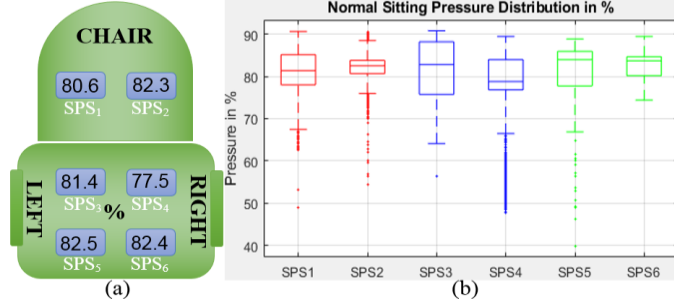 CHAIR
80.6 82.3
SPS1 SPS2
81.4 77.5
SPS3 % SPS4
LEFT
RIGHT
82.5 82.4
SPS5 SPS6
(a)
Normal Sitting Pressure Distribution in %
Pressure in %
90
80
70
60
50
40
SPS1 SPS2 SPS3 SPS4 SPS5 SPS6
(b)